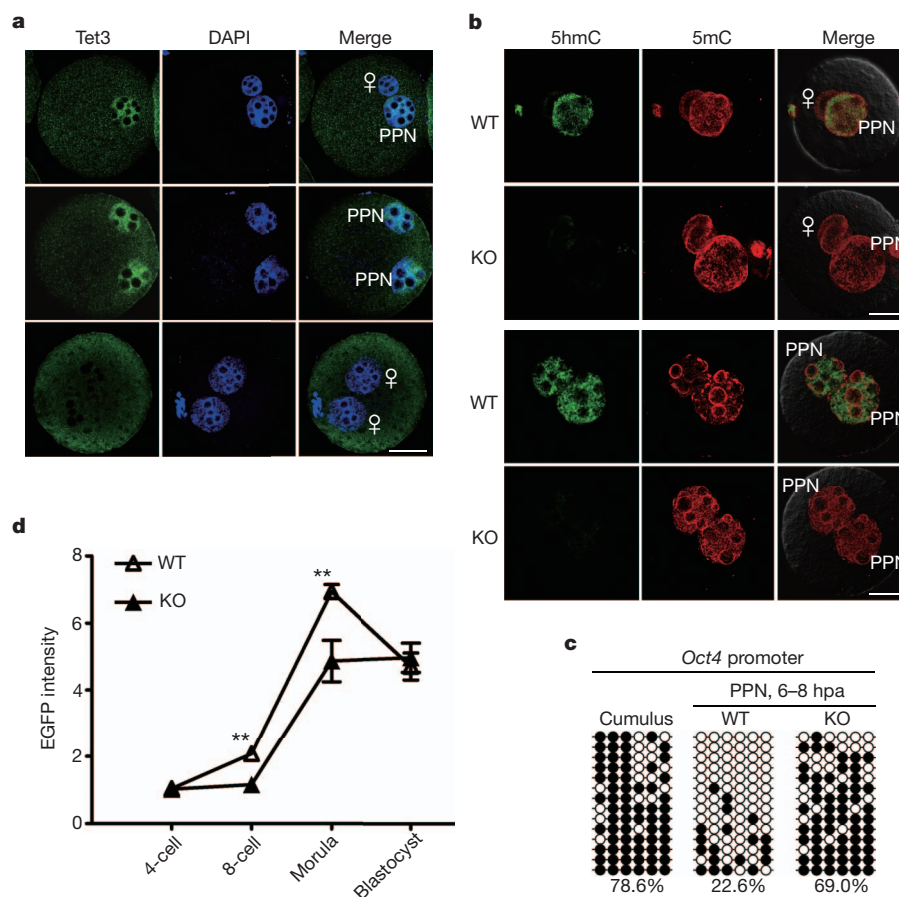 a
Tet3 DAPI Merge
♀
PPN
PPN
PPN
PPN
♀
♀
b
5hmC 5mC Merge
WT
♀
PPN
KO
♀
PPN
WT
PPN
PPN
KO
PPN
PPN
c
Oct4 promoter
PPN, 6–8 hpa
Cumulus WT KO
78.6% 22.6% 69.0%
d
WT
KO
EGFP intensity
8
6
4
2
0
**
**
4-cell
8-cell
Morula
Blastocyst